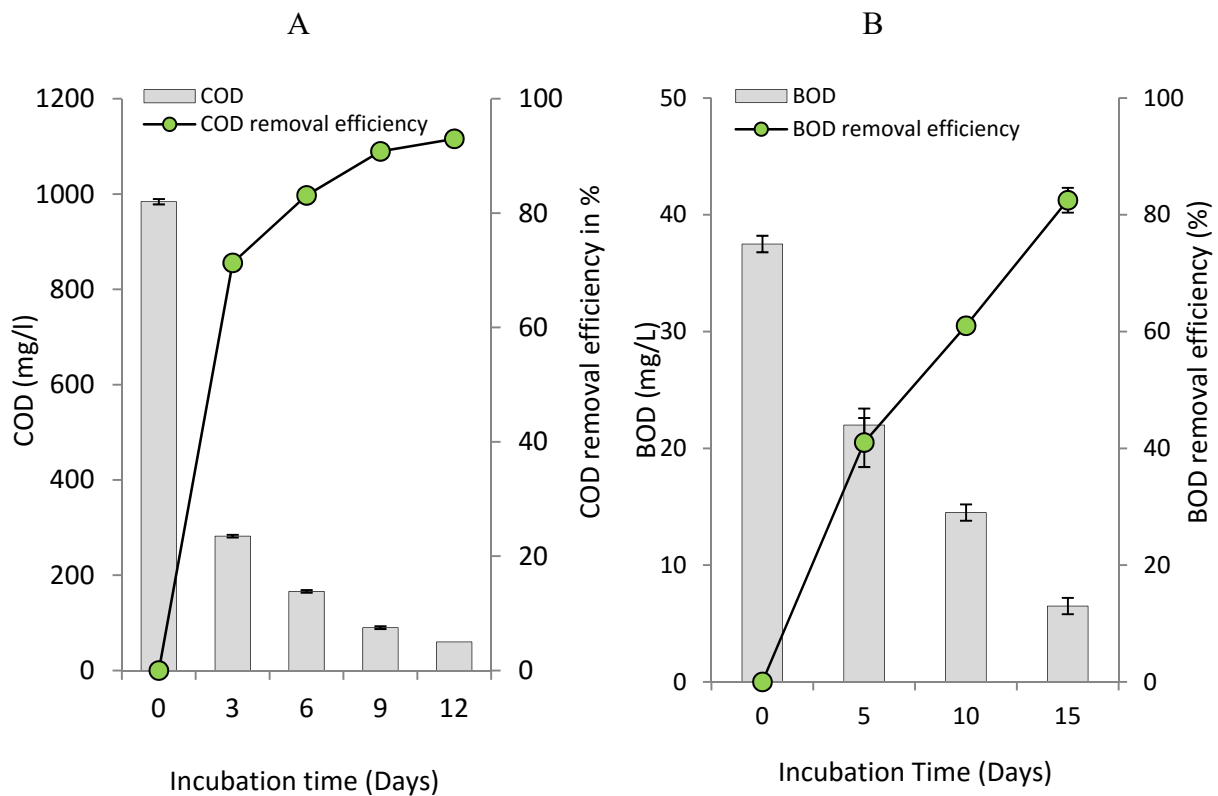 A
COD
COD removal efficiency
1200
1000
800
600
400
200
0
COD (mg/l)
100
80
60
40
20
0
COD removal efficiency in %
0 3 6 9 12
Incubation time (Days)
B
BOD
BOD removal efficiency
50
40
30
20
10
0
BOD (mg/L)
100
80
60
40
20
0
BOD removal efficiency (%)
0 5 10 15
Incubation Time (Days)